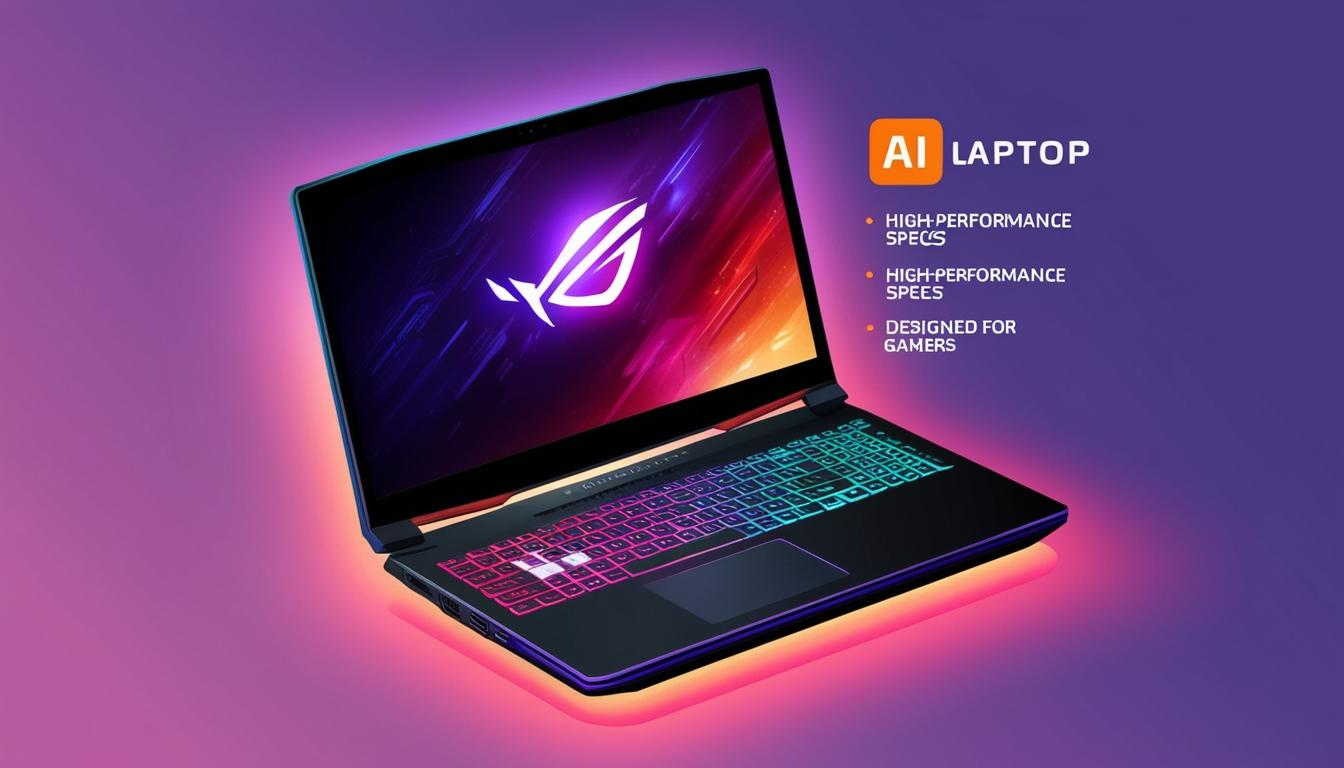 AI LAPTOP
• HIGH-PERFORMANCE
SPECS
• HIGH-PERFORMANCE
SPEES
• DESIGNED FOR
GAMERS